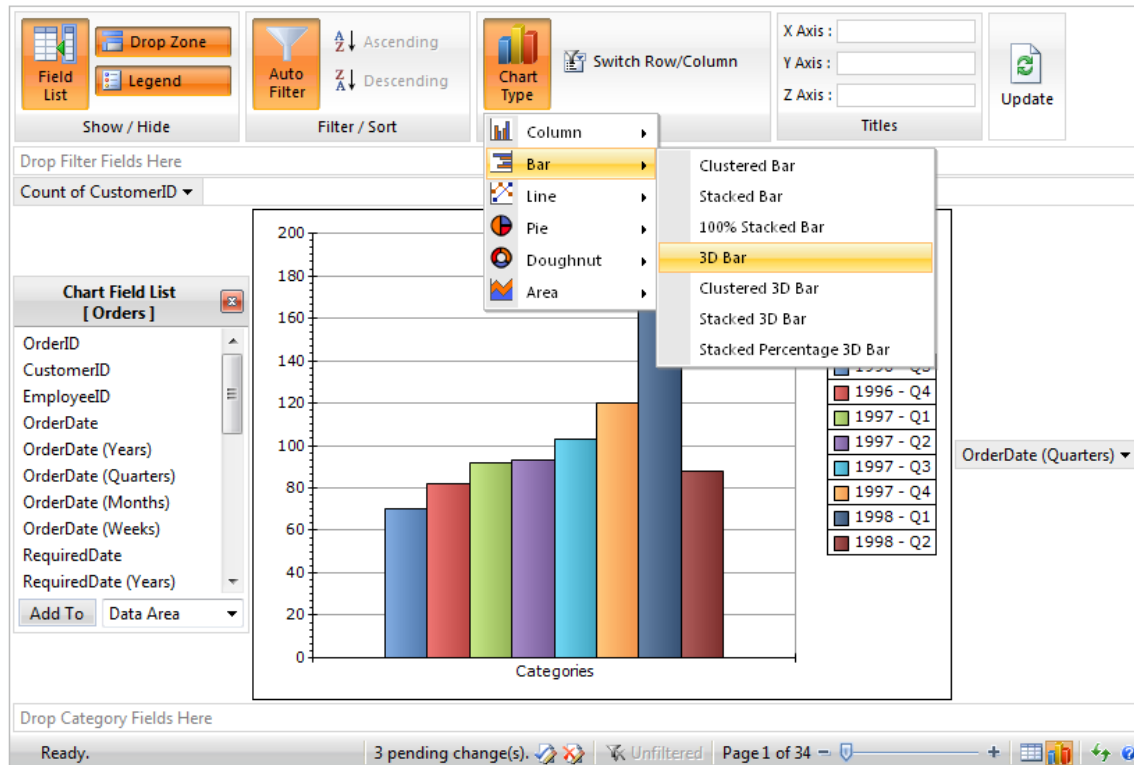 Field List
Drop Zone
Legend
Show / Hide
Auto Filter
A Z
Ascending
Z A
Descending
Filter / Sort
Chart Type
Switch Row/Column
X Axis :
Y Axis :
Z Axis :
Titles
Update
Column
Bar
Line
Pie
Doughnut
Area
Clustered Bar
Stacked Bar
100% Stacked Bar
3D Bar
Clustered 3D Bar
Stacked 3D Bar
Stacked Percentage 3D Bar
Drop Filter Fields Here
Count of CustomerID
Chart Field List
[ Orders ]
OrderID
CustomerID
EmployeeID
OrderDate
OrderDate (Years)
OrderDate (Quarters)
OrderDate (Months)
OrderDate (Weeks)
RequiredDate
RequiredDate (Years)
Add To
Data Area
200
180
160
140
120
100
80
60
40
20
0
Categories
1996 - Q3
1996 - Q4
1997 - Q1
1997 - Q2
1997 - Q3
1997 - Q4
1998 - Q1
1998 - Q2
OrderDate (Quarters)
Drop Category Fields Here
Ready.
3 pending change(s).
Unfiltered
Page 1 of 34